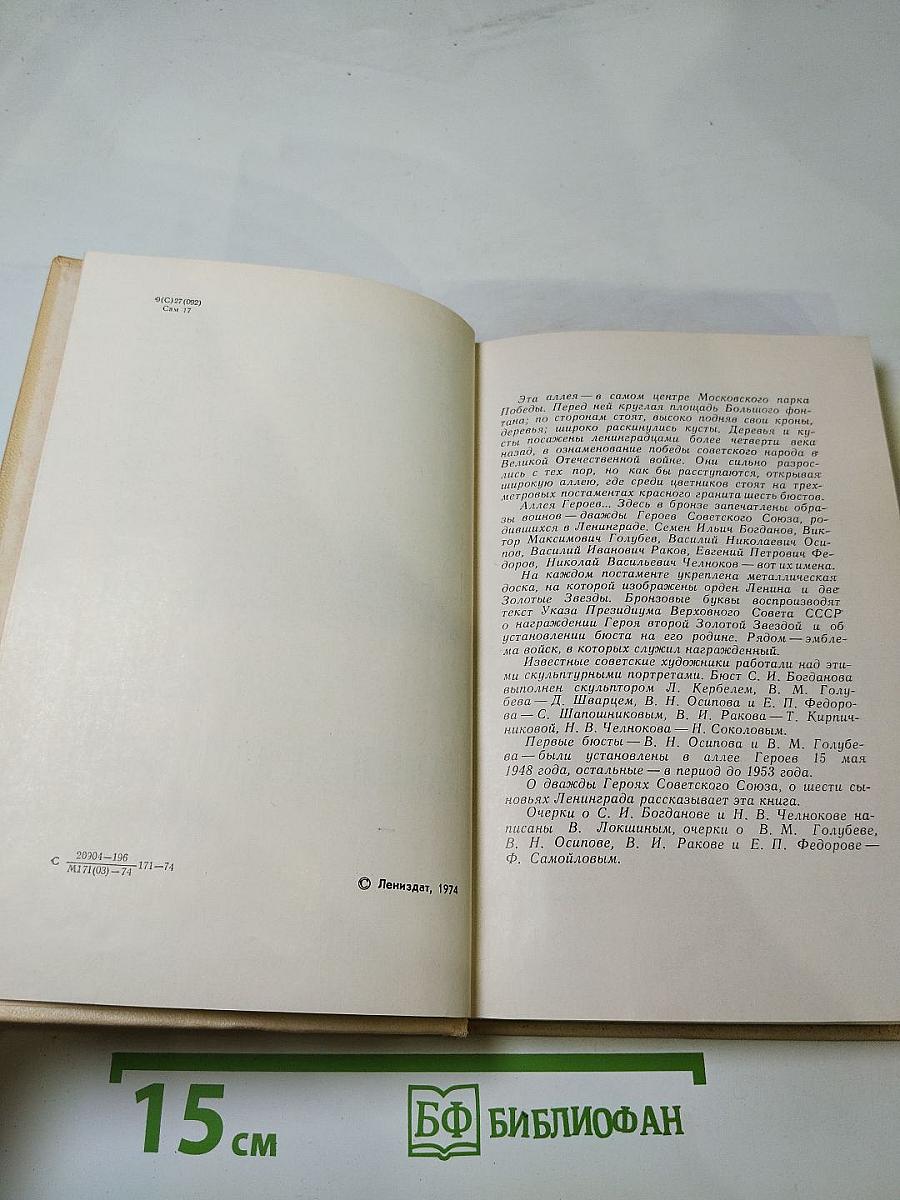 9(С)27(092)
Сам 17
С 20904—196 171—74
М171(03)—74
© Лениздат, 1974
Эта аллея — в самом центре Московского парка
Победы. Перед ней круглая площадь Большого фон-
тана; по сторонам стоят, высоко подняв свои кроны,
деревья; широко раскинулись кусты. Деревья и ку-
сты посажены ленинградцами более четверти века
назад, в ознаменование победы советского народа в
Великой Отечественной войне. Они сильно разрос-
лись с тех пор, но как бы расступаются, открывая
широкую аллею, где среди цветников стоят на трех-
метровых постаментах красного гранита шесть бюстов.
Аллея Героев... Здесь в бронзе запечатлены обра-
зы воинов — дважды Героев Советского Союза, ро-
дившихся в Ленинграде. Семен Ильич Богданов, Вик-
тор Максимович Голубев, Василий Николаевич Оси-
пов, Василий Иванович Раков, Евгений Петрович Фе-
доров, Николай Васильевич Челноков — вот их имена.
На каждом постаменте укреплена металлическая
доска, на которой изображены орден Ленина и две
Золотые Звезды. Бронзовые буквы воспроизводят
текст Указа Президиума Верховного Совета СССР
о награждении Героя второй Золотой Звездой и об
установлении бюста на его родине. Рядом — эмбле-
ма войск, в которых служил награжденный.
Известные советские художники работали над эти-
ми скульптурными портретами. Бюст С. И. Богданова
выполнен скульптором Л. Кербелем, В. М. Голу-
бева — Д. Шварцем, В. Н. Осипова и Е. П. Федоро-
ва — С. Шапошниковым, В. И. Ракова — Т. Кирпич-
никовой, Н. В. Челнокова — Н. Соколовым.
Первые бюсты — В. Н. Осипова и В. М. Голубе-
ва — были установлены в аллее Героев 15 мая
1948 года, остальные — в период до 1953 года.
О дважды Героях Советского Союза, о шести сы-
новьях Ленинграда рассказывает эта книга.
Очерки о С. И. Богданове и Н. В. Челнокове на-
писаны В. Локшиным, очерки о В. М. Голубеве,
В. Н. Осипове, В. И. Ракове и Е. П. Федорове —
Ф. Самойловым.
15 см
БФ БИБЛИОФАН